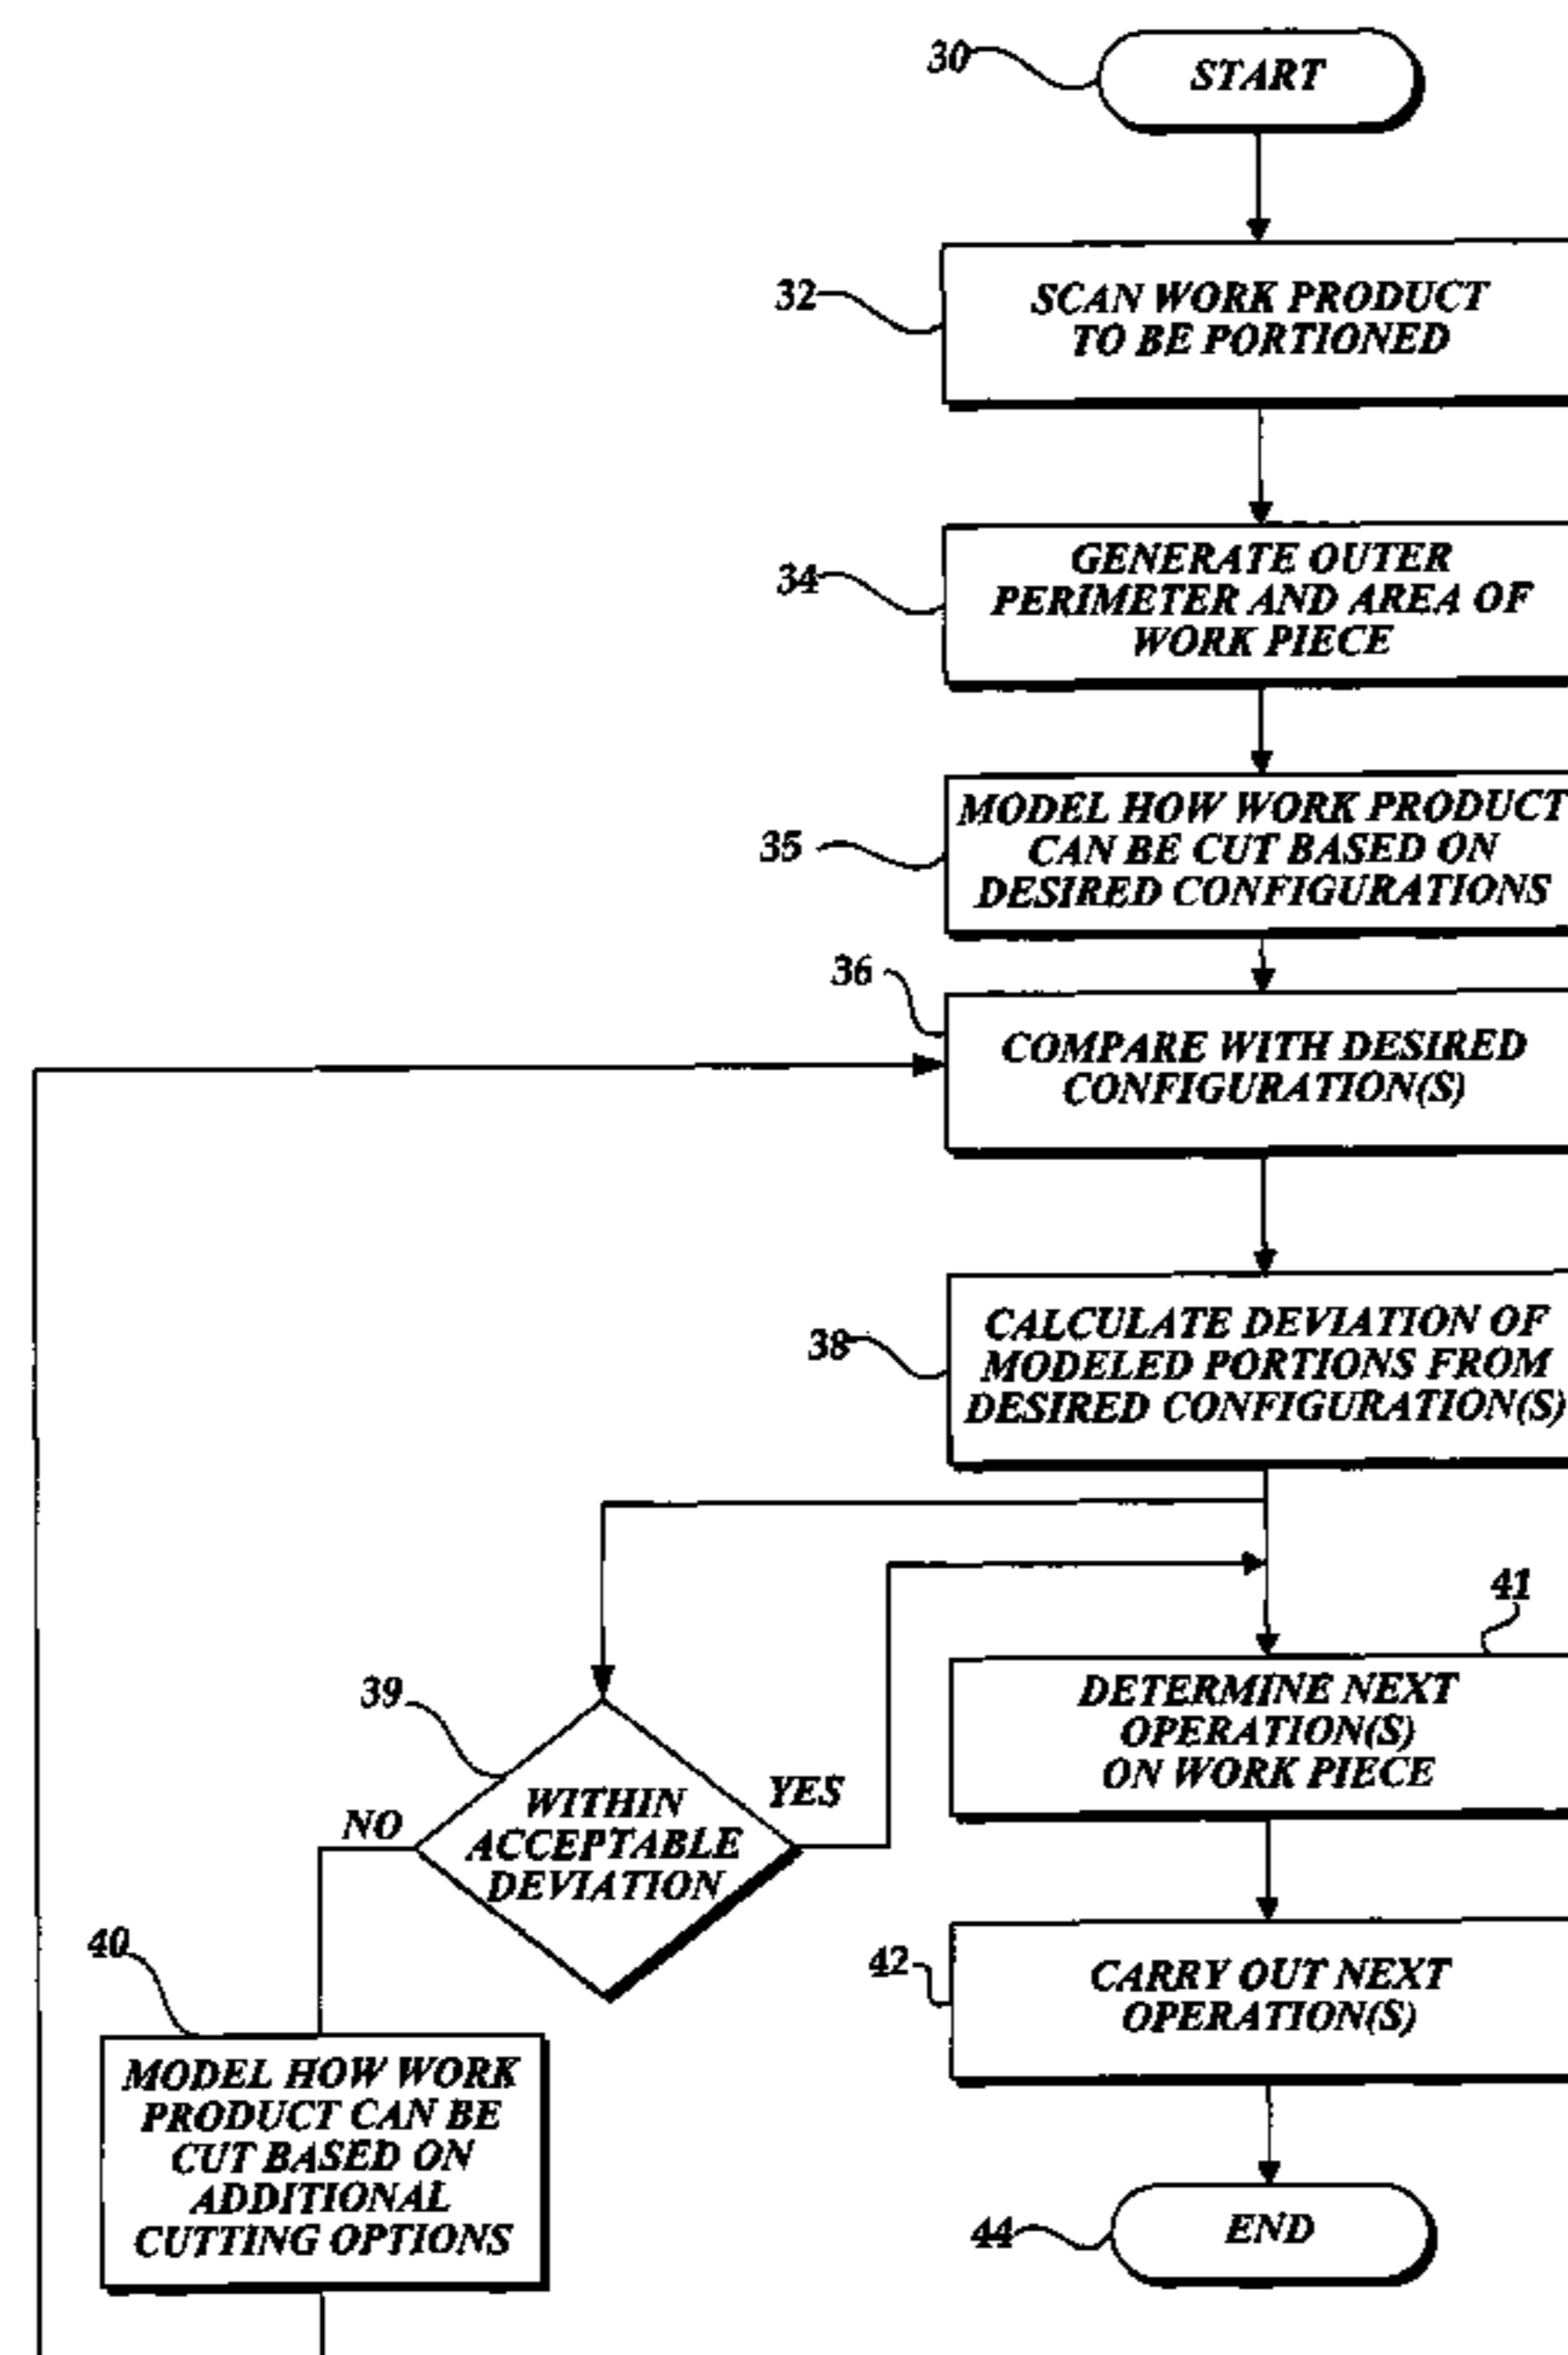 30
START
32
SCAN WORK PRODUCT
TO BE PORTIONED
34
GENERATE OUTER
PERIMETER AND AREA OF
WORK PIECE
35
MODEL HOW WORK PRODUCT
CAN BE CUT BASED ON
DESIRED CONFIGURATIONS
36
COMPARE WITH DESIRED
CONFIGURATION(S)
38
CALCULATE DEVIATION OF
MODELED PORTIONS FROM
DESIRED CONFIGURATION(S)
39
WITHIN
ACCEPTABLE
DEVIATION
NO
YES
41
DETERMINE NEXT
OPERATION(S)
ON WORK PIECE
40
MODEL HOW WORK
PRODUCT CAN BE
CUT BASED ON
ADDITIONAL
CUTTING OPTIONS
42
CARRY OUT NEXT
OPERATION(S)
44
END